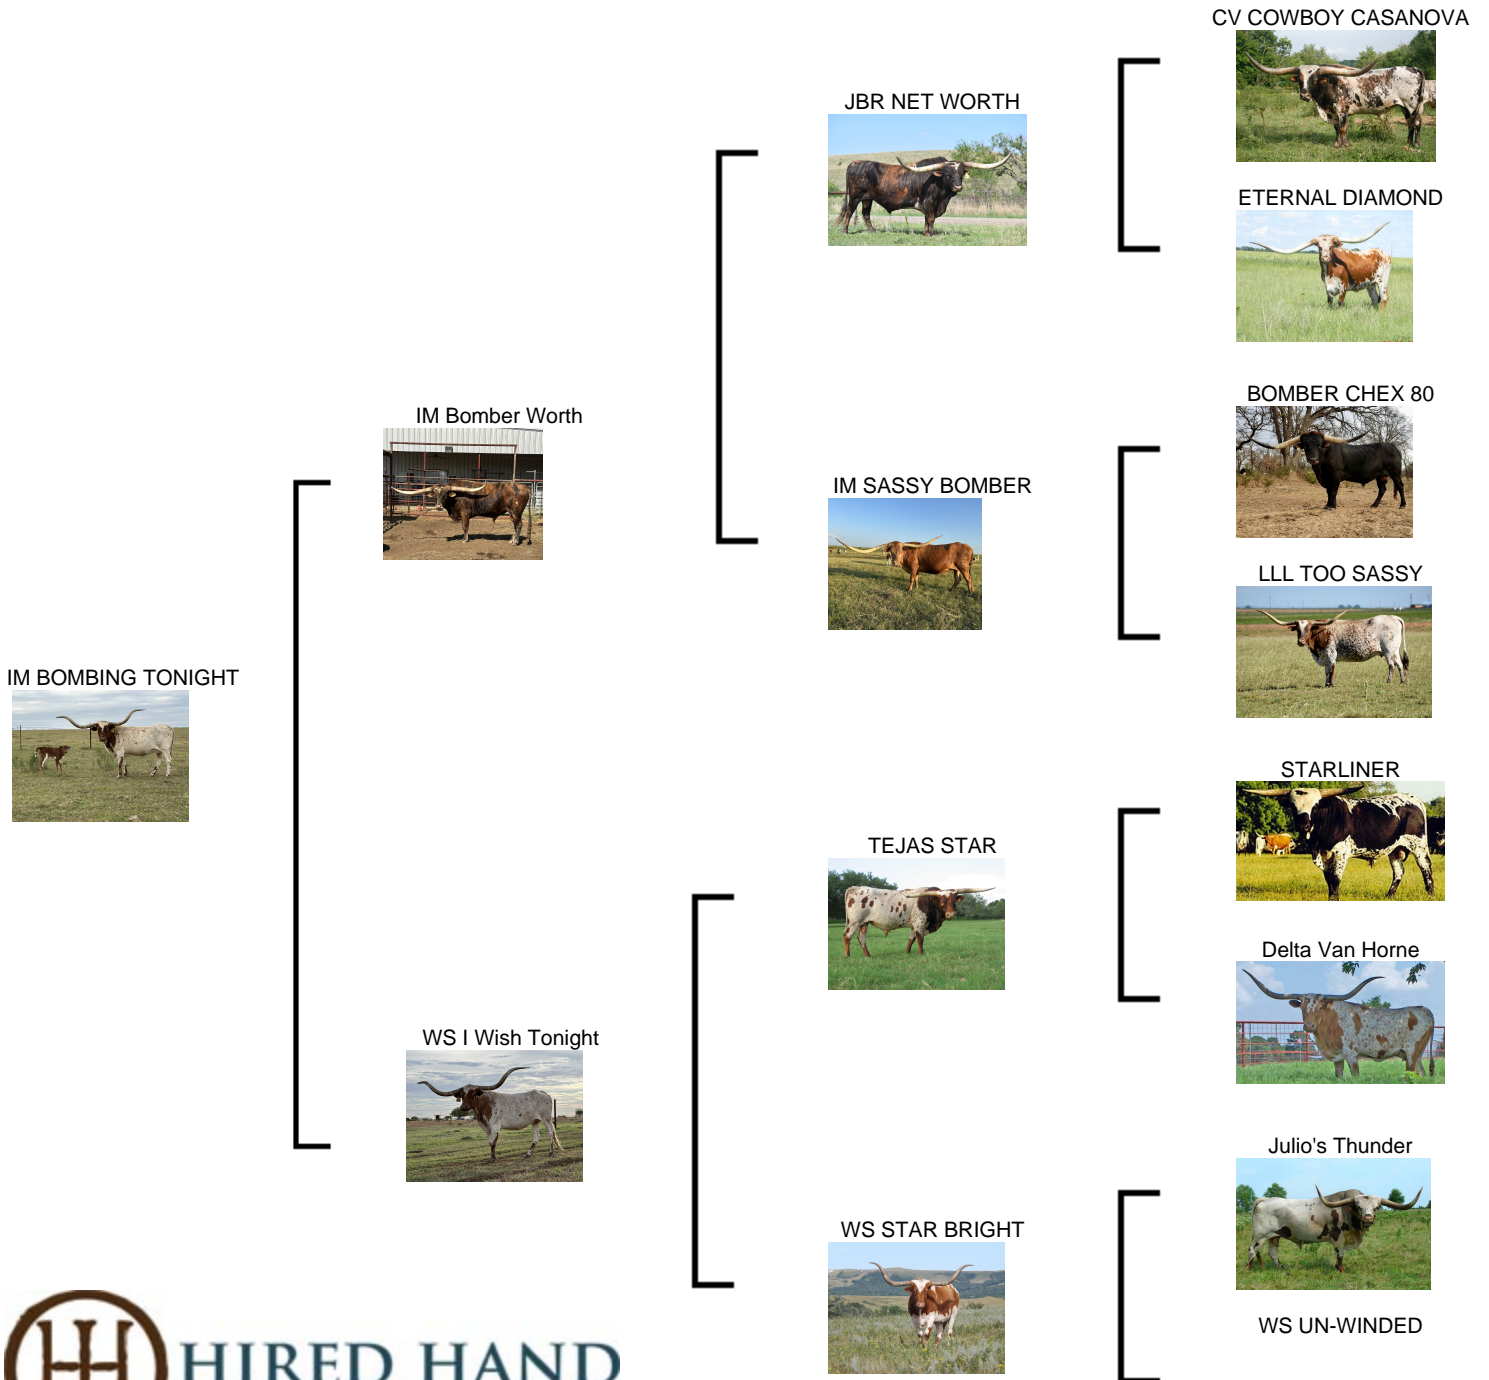 CV COWBOY CASANOVA
JBR NET WORTH
ETERNAL DIAMOND
BOMBER CHEX 80
IM Bomber Worth
IM SASSY BOMBER
LLL TOO SASSY
IM BOMBING TONIGHT
STARLINER
TEJAS STAR
Delta Van Horne
WS I Wish Tonight
Julio's Thunder
WS STAR BRIGHT
WS UN-WINDED
HIRED HAND